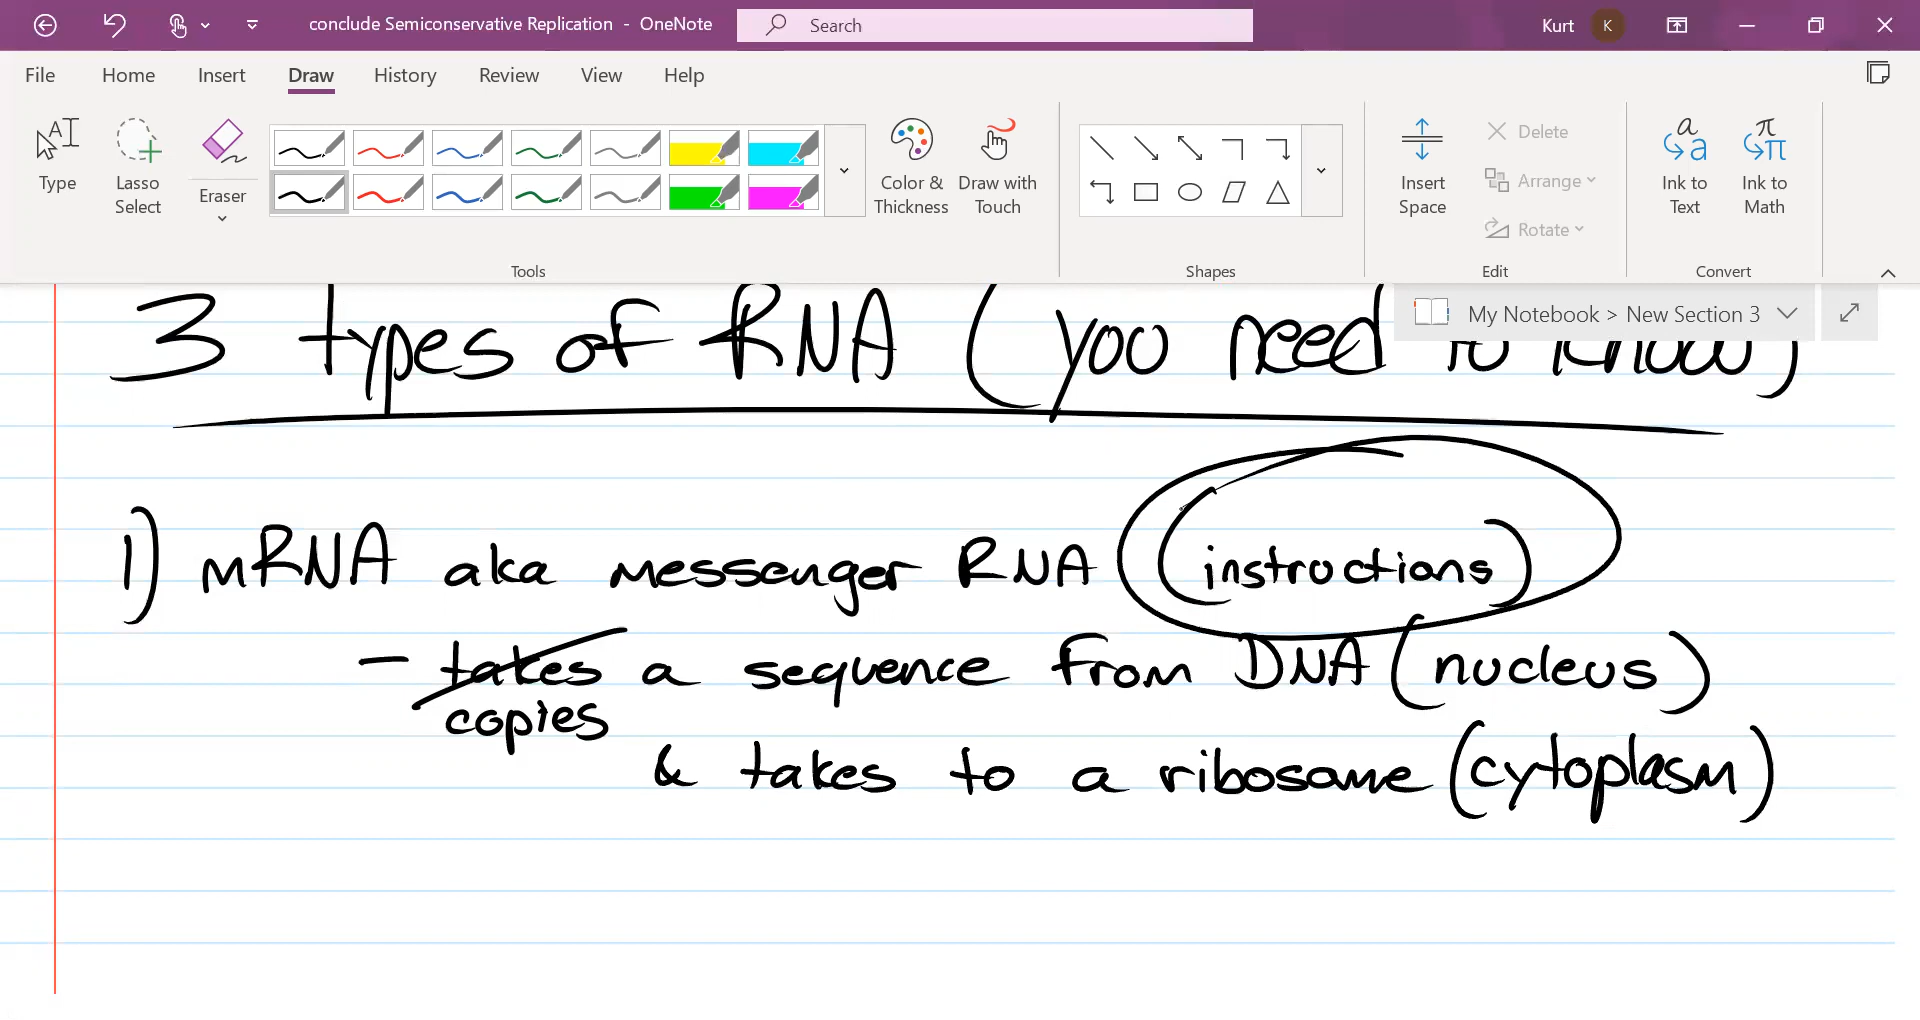 conclude Semiconservative Replication - OneNote
Search
Kurt K
File Home Insert Draw History Review View Help
Type
Lasso Select
Eraser
Color & Thickness
Draw with Touch
Insert Space
Delete
Arrange
Rotate
Ink to Text
Ink to Math
Tools Shapes Edit Convert
My Notebook > New Section 3
3 types of RNA (you need to know)
1) mRNA aka messenger RNA (instructions)
- takes a sequence from DNA (nucleus)
copies
& takes to a ribosome (cytoplasm)